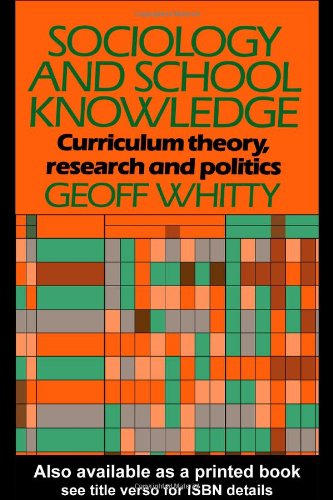 SOCIOLOGY
AND SCHOOL
KNOWLEDGE
Curriculum theory,
research and politics
GEOFF WHITTY
Also available as a printed book
see title verso for ISBN details